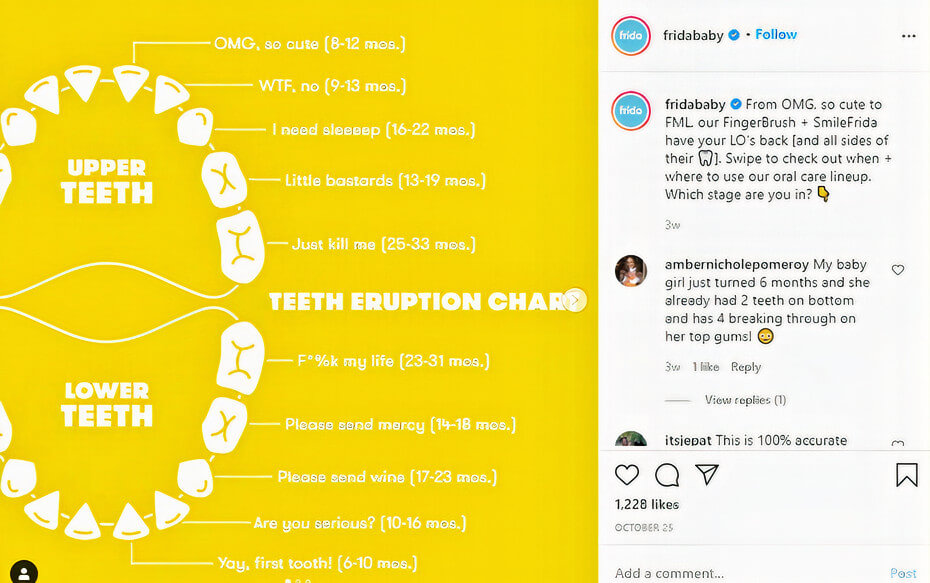 OMG, so cute (8-12 mos.)
WTF, no (9-13 mos.)
I need sleeeep (16-22 mos.)
Little bastards (13-19 mos.)
Just kill me (25-33 mos.)
UPPER
TEETH
TEETH ERUPTION CHAR
F*%k my life (23-31 mos.)
Please send mercy (14-18 mos.)
Please send wine (17-23 mos.)
Are you serious? (10-16 mos.)
Yay, first tooth! (6-10 mos.)
LOWER
TEETH
frida
fridababy • Follow
frida
fridababy From OMG, so cute to
FML, our FingerBrush + SmileFrida
have your LO's back [and all sides of
their 🦷]. Swipe to check out when +
where to use our oral care lineup.
Which stage are you in? 👇
3w
ambernicholepomeroy My baby
girl just turned 6 months and she
already had 2 teeth on bottom
and has 4 breaking through on
her top gums! 😳
3w 1 like Reply
View replies (1)
itsjepat This is 100% accurate
1,228 likes
OCTOBER 25
Add a comment... Post